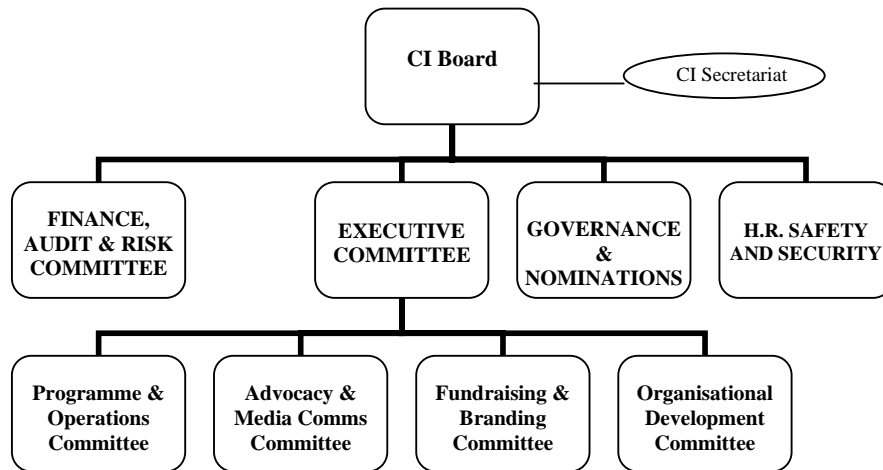 CI Board
CI Secretariat
FINANCE,
AUDIT & RISK
COMMITTEE
EXECUTIVE
COMMITTEE
GOVERNANCE
&
NOMINATIONS
H.R. SAFETY
AND SECURITY
Programme &
Operations
Committee
Advocacy &
Media Comms
Committee
Fundraising &
Branding
Committee
Organisational
Development
Committee